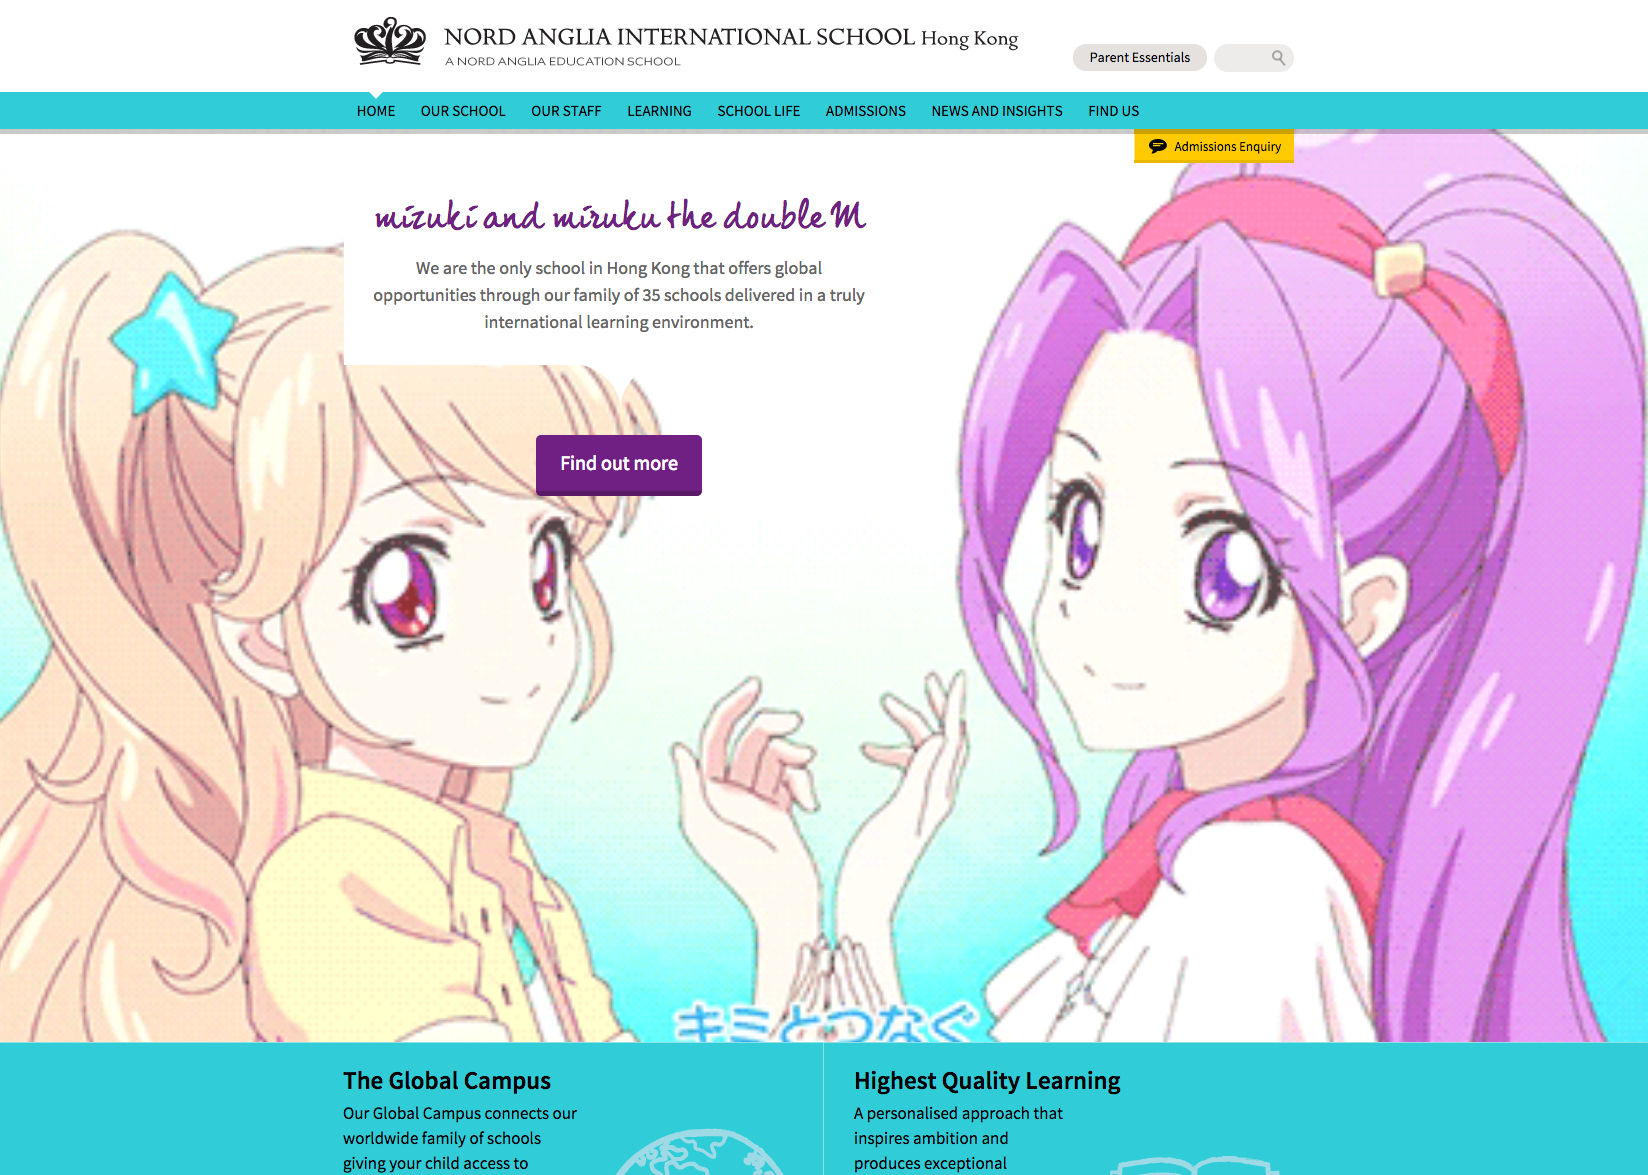 NORD ANGLIA INTERNATIONAL SCHOOL Hong Kong
A NORD ANGLIA EDUCATION SCHOOL
Parent Essentials
HOME OUR SCHOOL OUR STAFF LEARNING SCHOOL LIFE ADMISSIONS NEWS AND INSIGHTS FIND US
Admissions Enquiry
mizuki and miruku the double M
We are the only school in Hong Kong that offers global
opportunities through our family of 35 schools delivered in a truly
international learning environment.
Find out more
キミとつなぐ
The Global Campus
Our Global Campus connects our
worldwide family of schools
giving your child access to
Highest Quality Learning
A personalised approach that
inspires ambition and
produces exceptional